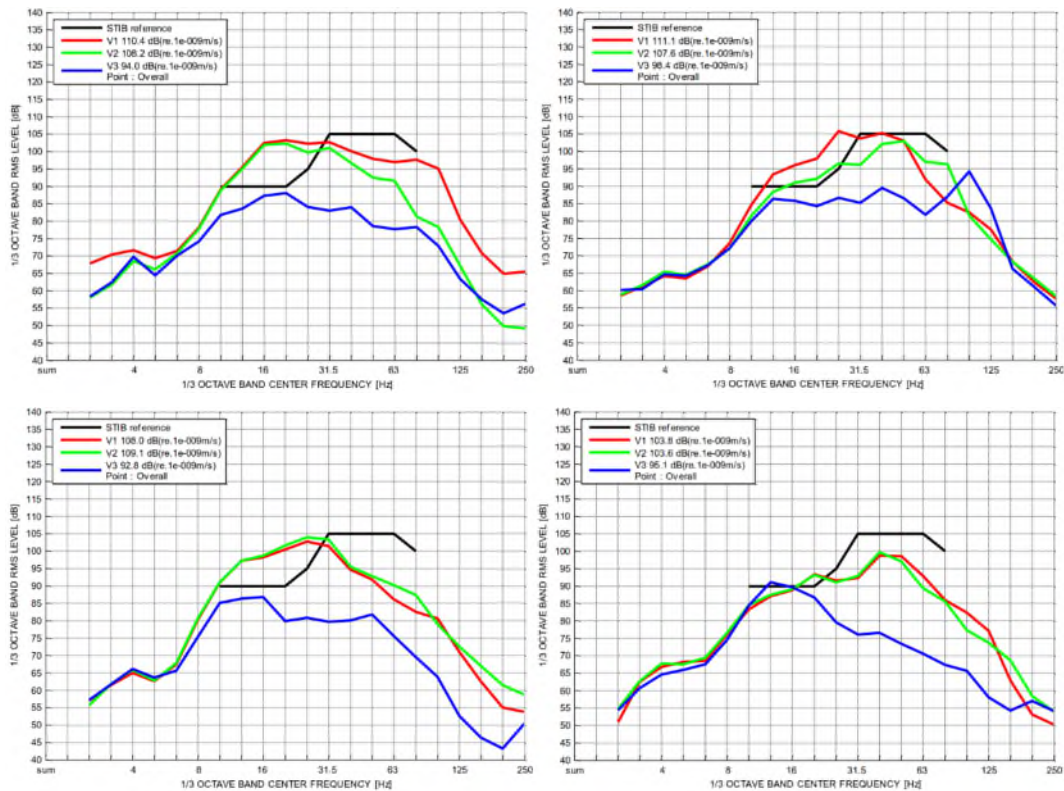 STIB reference
V1 110.4 dB(re.1e-009m/s)
V2 108.2 dB(re.1e-009m/s)
V3 94.0 dB(re.1e-009m/s)
Point : Overall
1/3 OCTAVE BAND RMS LEVEL [dB]
140
135
130
125
120
115
110
105
100
95
90
85
80
75
70
65
60
55
50
45
40
sum 4 8 16 31.5 63 125 250
1/3 OCTAVE BAND CENTER FREQUENCY [Hz]
STIB reference
V1 111.1 dB(re.1e-009m/s)
V2 107.6 dB(re.1e-009m/s)
V3 98.4 dB(re.1e-009m/s)
Point : Overall
1/3 OCTAVE BAND RMS LEVEL [dB]
140
135
130
125
120
115
110
105
100
95
90
85
80
75
70
65
60
55
50
45
40
sum 4 8 16 31.5 63 125 250
1/3 OCTAVE BAND CENTER FREQUENCY [Hz]
STIB reference
V1 108.0 dB(re.1e-009m/s)
V2 109.1 dB(re.1e-009m/s)
V3 92.8 dB(re.1e-009m/s)
Point : Overall
1/3 OCTAVE BAND RMS LEVEL [dB]
140
135
130
125
120
115
110
105
100
95
90
85
80
75
70
65
60
55
50
45
40
sum 4 8 16 31.5 63 125 250
1/3 OCTAVE BAND CENTER FREQUENCY [Hz]
STIB reference
V1 103.8 dB(re.1e-009m/s)
V2 103.6 dB(re.1e-009m/s)
V3 95.1 dB(re.1e-009m/s)
Point : Overall
1/3 OCTAVE BAND RMS LEVEL [dB]
140
135
130
125
120
115
110
105
100
95
90
85
80
75
70
65
60
55
50
45
40
sum 4 8 16 31.5 63 125 250
1/3 OCTAVE BAND CENTER FREQUENCY [Hz]